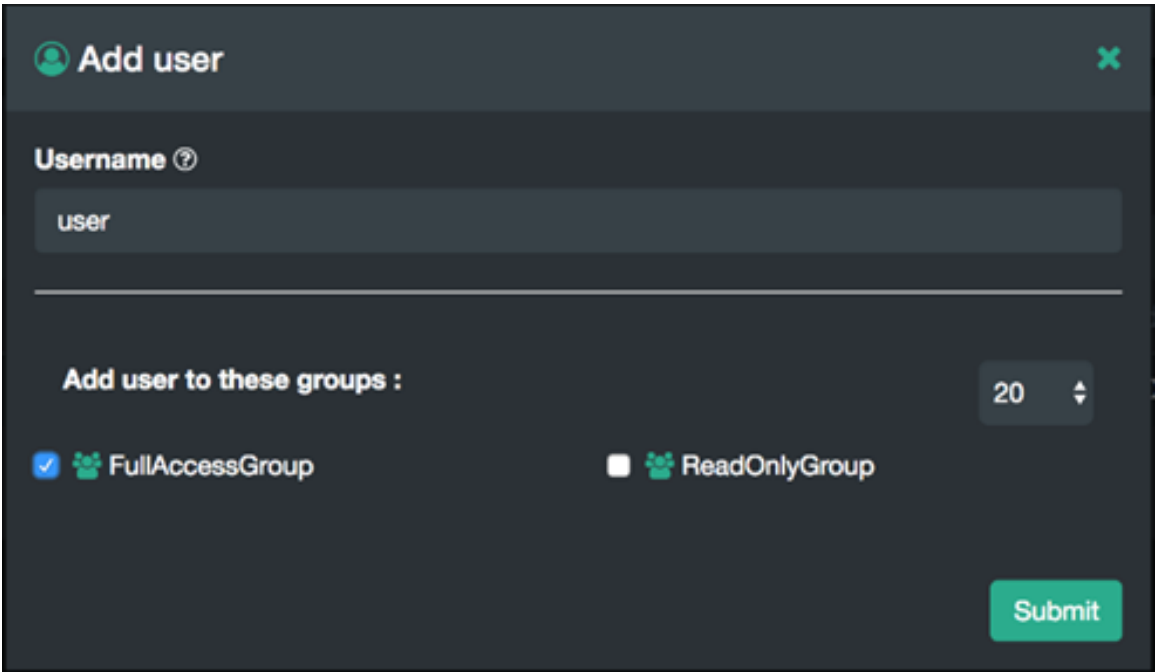 Add user
Username
user
Add user to these groups :
20
FullAccessGroup
ReadOnlyGroup
Submit